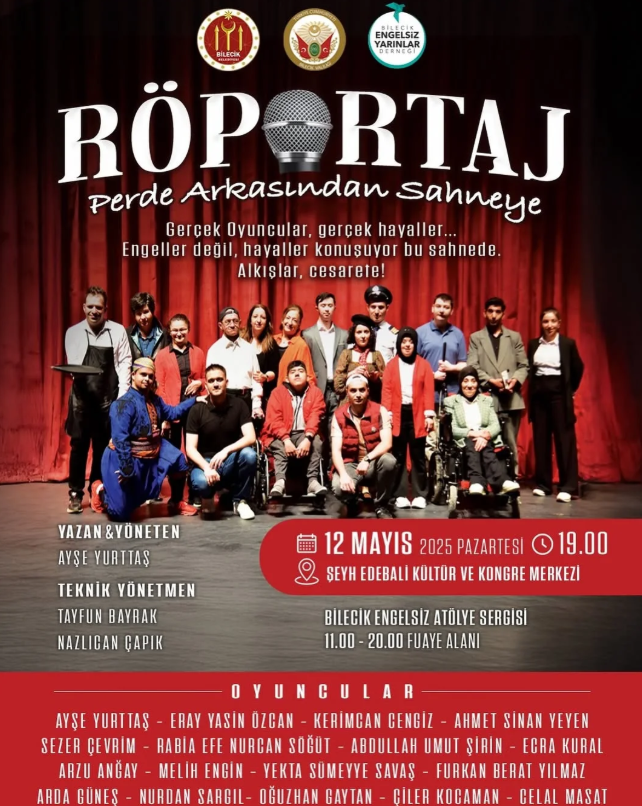 BİLECİK
BİLECİK
ENGELSİZ
YARINLAR
DERNEĞİ
RÖPORTAJ
Perde Arkasından Sahneye
Gerçek Oyuncular, gerçek hayaller...
Engeller değil, hayaller konuşuyor bu sahnede.
Alkışlar, cesarete!
YAZAN&YÖNETEN
AYŞE YURTTAŞ
TEKNİK YÖNETMEN
TAYFUN BAYRAK
NAZLICAN ÇAPIK
12 MAYIS 2025 PAZARTESİ 19.00
ŞEYH EDEBALİ KÜLTÜR VE KONGRE MERKEZİ
BİLECİK ENGELSİZ ATÖLYE SERGİSİ
11.00 - 20.00 FUAYE ALANI
OYUNCULAR
AYŞE YURTTAŞ - ERAY YASİN ÖZCAN - KERİMCAN CENGİZ - AHMET SİNAN YEYEN
SEZER ÇEVRİM - RABİA EFE NURCAN SÖĞÜT - ABDULLAH UMUT ŞİRİN - ECRA KURAL
ARZU ANĞAY - MELİH ENGİN - YEKTA SÜMEYYE SAVAŞ - FURKAN BERAT YILMAZ
ARDA GÜNEŞ - NURDAN SARGIL- OĞUZHAN GAYTAN - ÇİLER KOCAMAN - CELAL MASAT